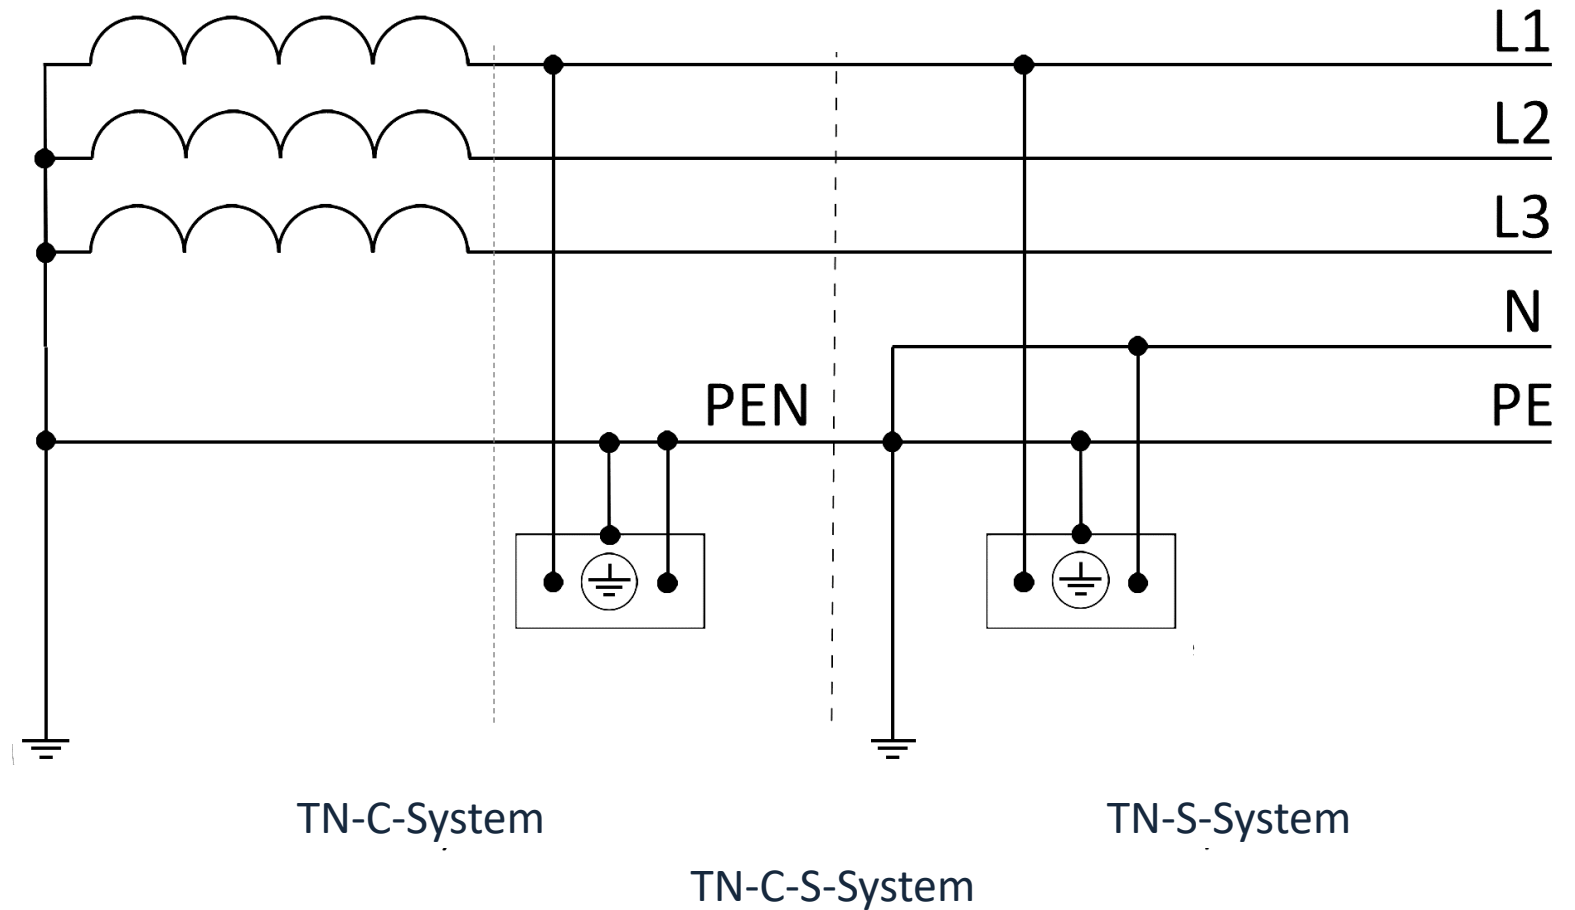 L1
L2
L3
N
PEN
PE
TN-C-System
TN-S-System
TN-C-S-System